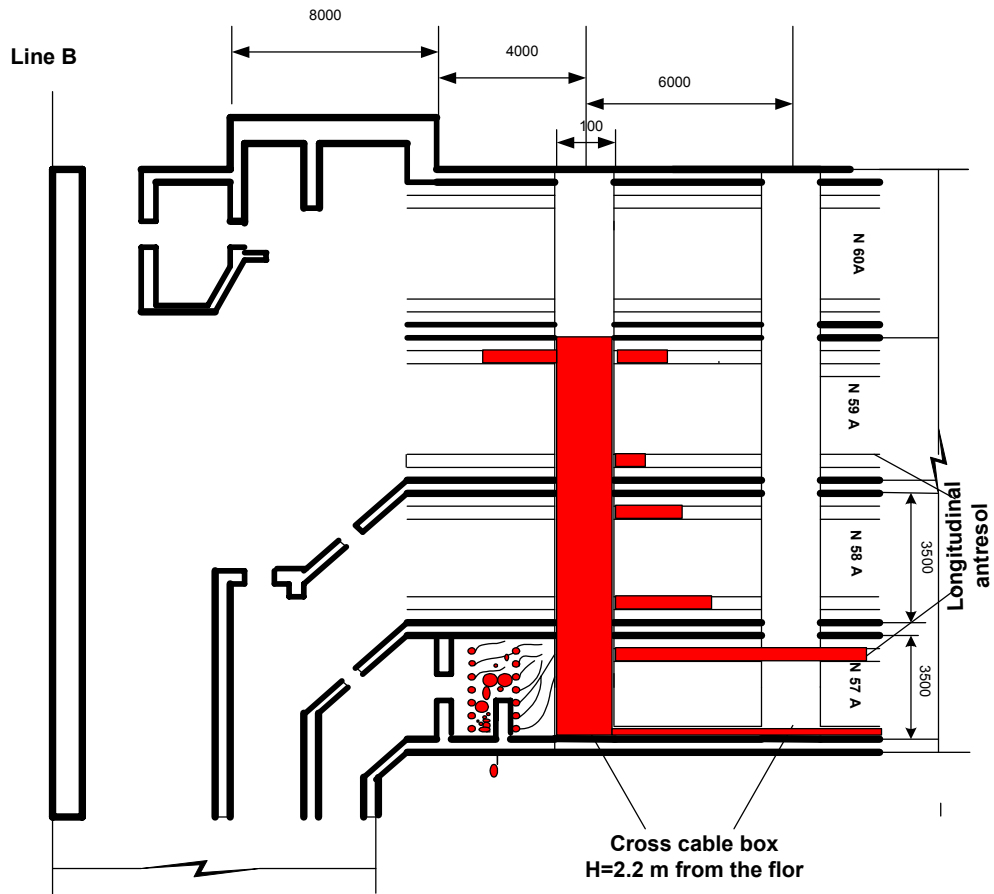 8000
Line B
4000
6000
100
N 60A
N 59 A
N 58 A
3500
Longitudinal
antresol
N 57 A
3500
Cross cable box
H=2.2 m from the flor